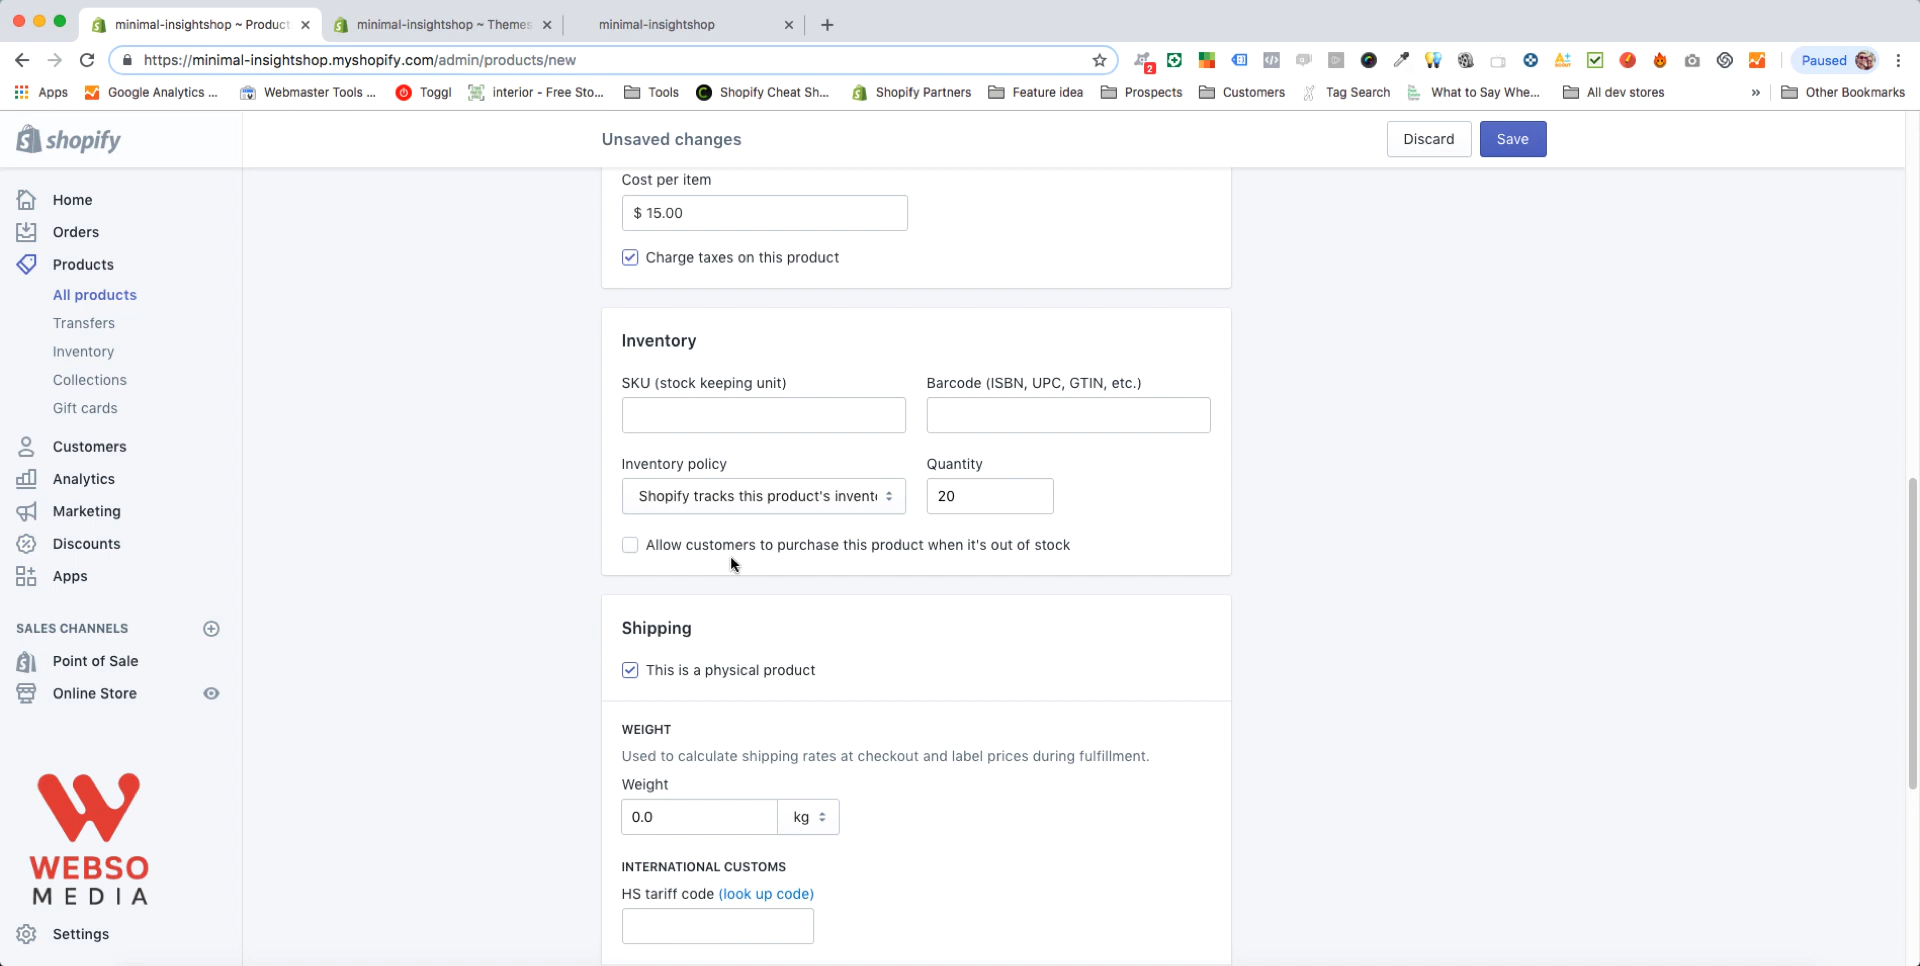 minimal-insightshop ~ Product
minimal-insightshop ~ Themes
minimal-insightshop
https://minimal-insightshop.myshopify.com/admin/products/new
2
Paused
Apps
Google Analytics ...
Webmaster Tools ...
Toggl
interior - Free Sto...
Tools
Shopify Cheat Sh...
Shopify Partners
Feature idea
Prospects
Customers
Tag Search
What to Say Whe...
All dev stores
»
Other Bookmarks
shopify
Unsaved changes
Discard
Save
Home
Orders
Products
All products
Transfers
Inventory
Collections
Gift cards
Customers
Analytics
Marketing
Discounts
Apps
SALES CHANNELS
Point of Sale
Online Store
WEBSO
MEDIA
Settings
Cost per item
$ 15.00
Charge taxes on this product
Inventory
SKU (stock keeping unit)
Barcode (ISBN, UPC, GTIN, etc.)
Inventory policy
Quantity
Shopify tracks this product's invent
20
Allow customers to purchase this product when it's out of stock
Shipping
This is a physical product
WEIGHT
Used to calculate shipping rates at checkout and label prices during fulfillment.
Weight
0.0
kg
INTERNATIONAL CUSTOMS
HS tariff code (look up code)